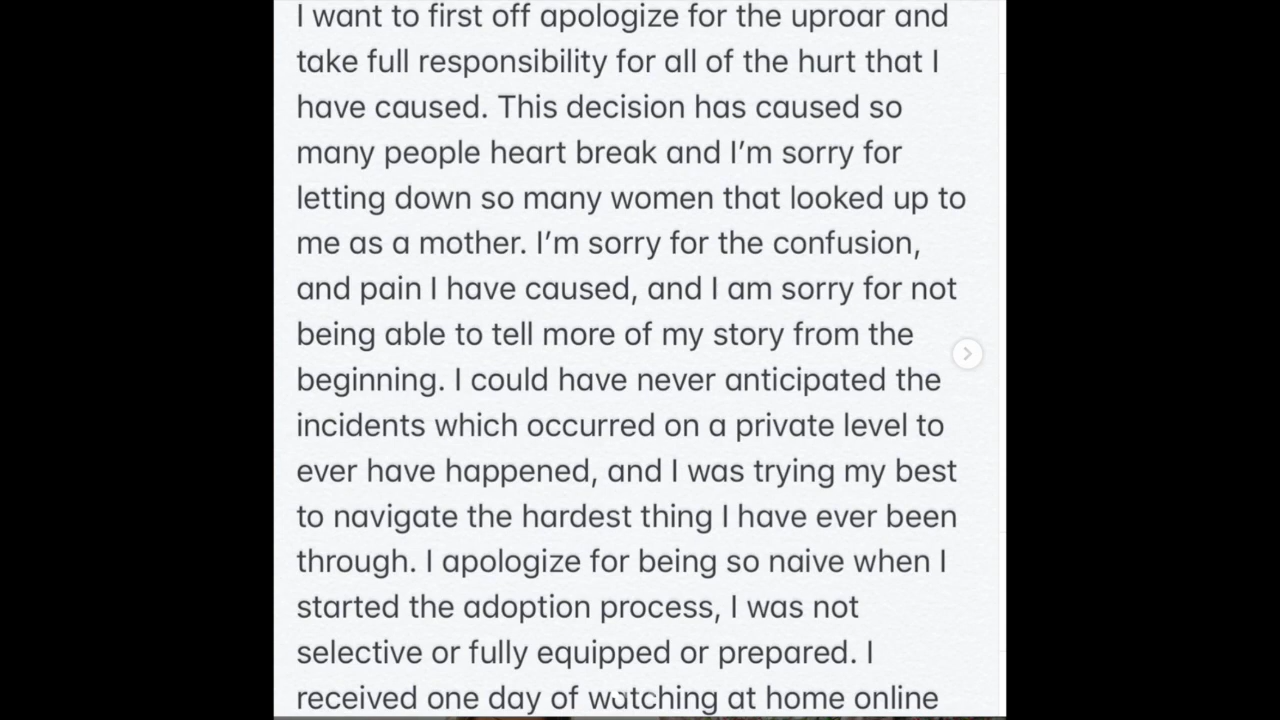 I want to first off apologize for the uproar and
take full responsibility for all of the hurt that I
have caused. This decision has caused so
many people heart break and I’m sorry for
letting down so many women that looked up to
me as a mother. I’m sorry for the confusion,
and pain I have caused, and I am sorry for not
being able to tell more of my story from the
beginning. I could have never anticipated the
incidents which occurred on a private level to
ever have happened, and I was trying my best
to navigate the hardest thing I have ever been
through. I apologize for being so naive when I
started the adoption process, I was not
selective or fully equipped or prepared. I
received one day of watching at home online